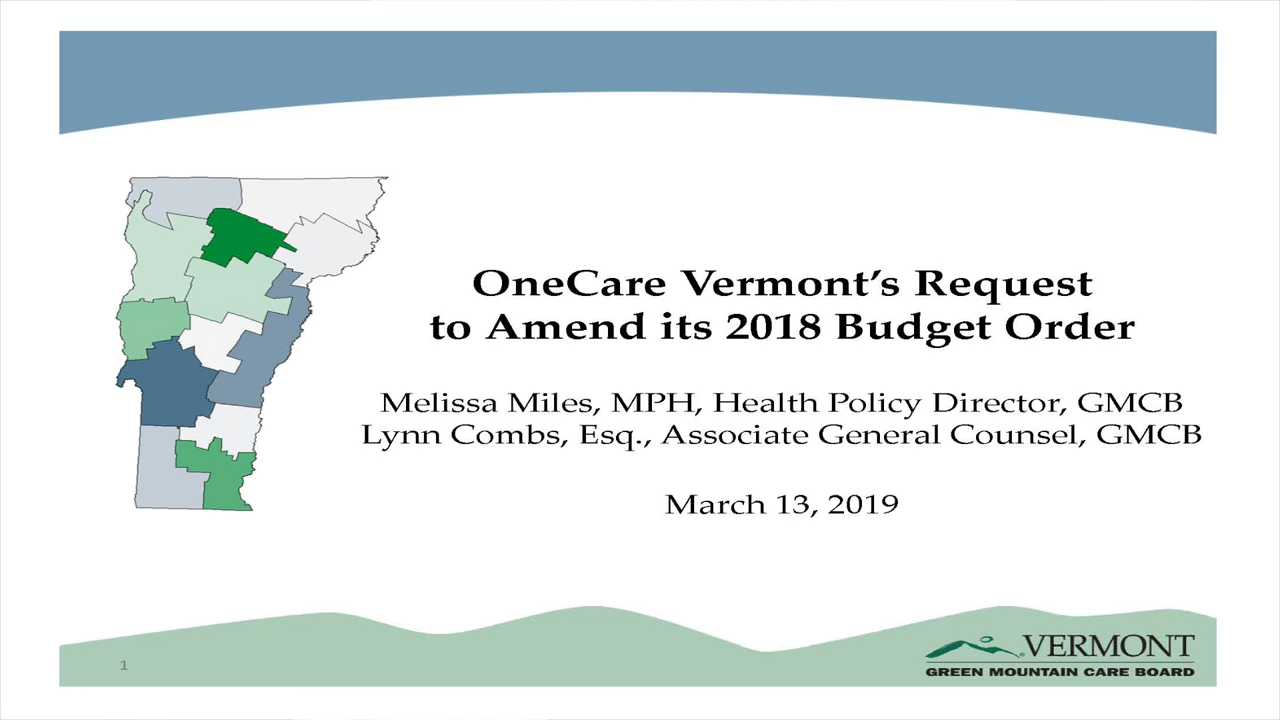 OneCare Vermont's Request
to Amend its 2018 Budget Order
Melissa Miles, MPH, Health Policy Director, GMCB
Lynn Combs, Esq., Associate General Counsel, GMCB
March 13, 2019
1
VERMONT
GREEN MOUNTAIN CARE BOARD